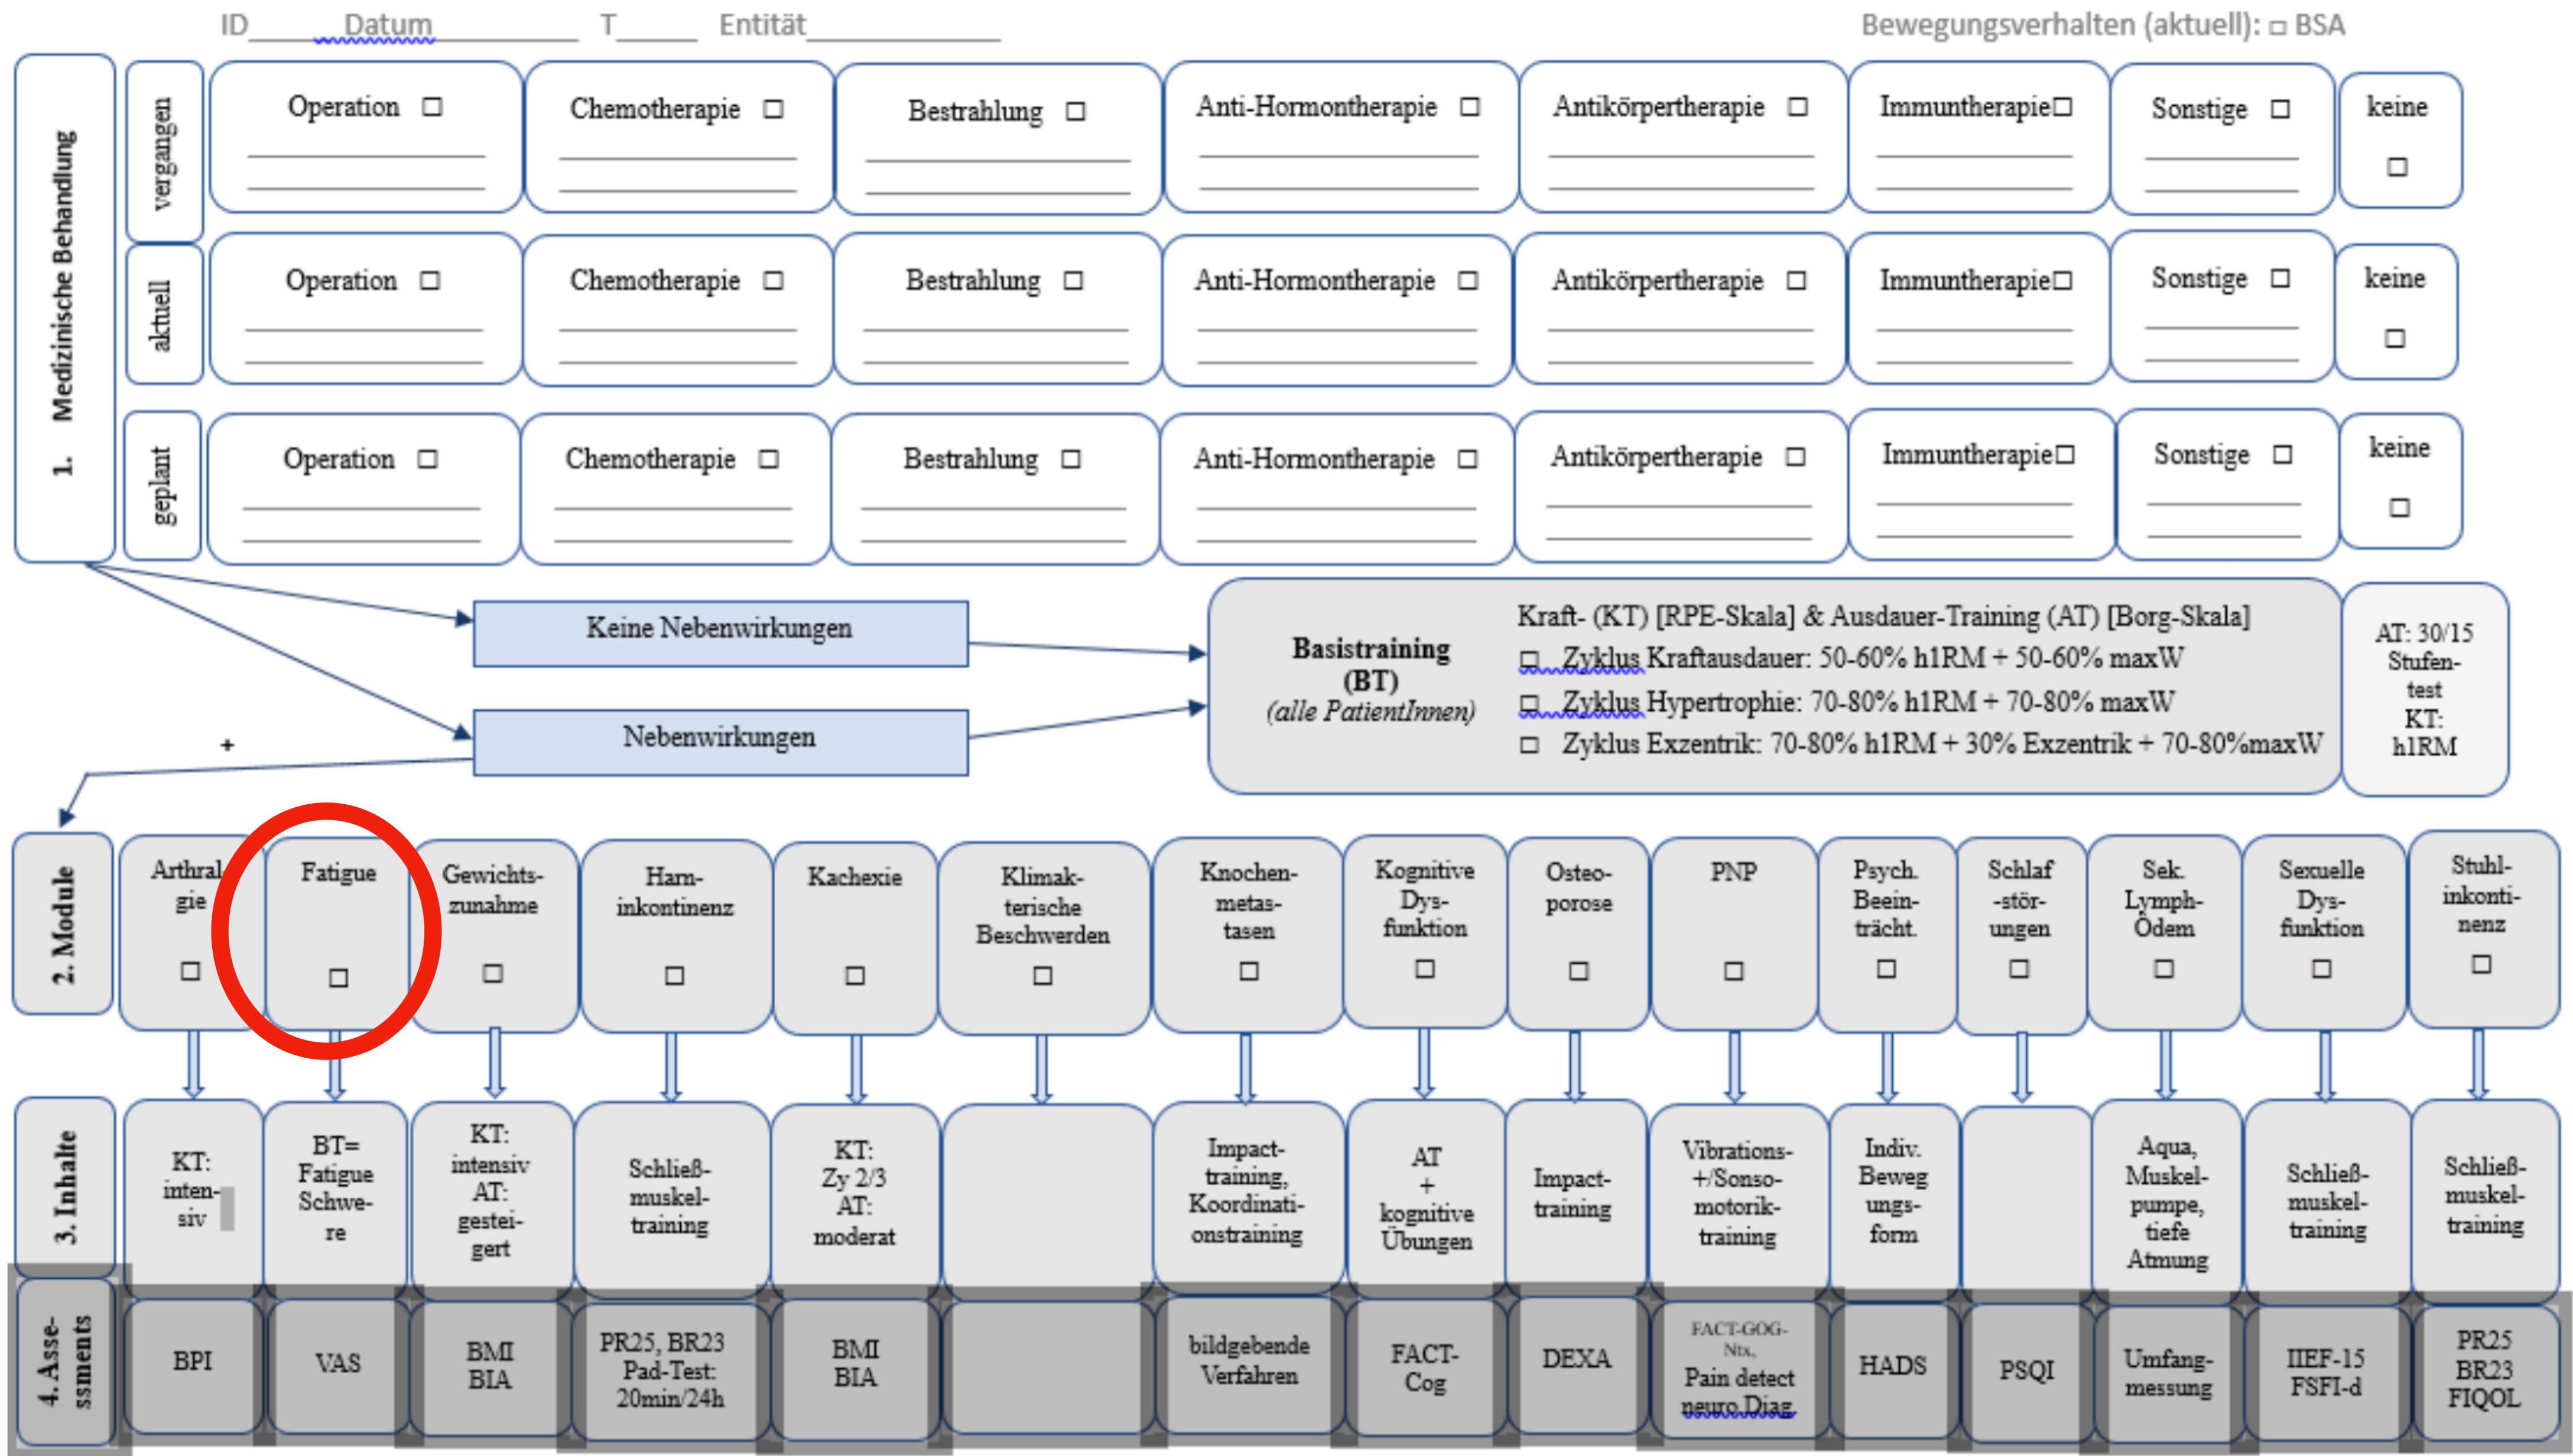 ID______Datum__________ T_____ Entität____________ Bewegungsverhalten (aktuell): □ BSA
1. Medizinische Behandlung
vergangen
Operation □
Chemotherapie □
Bestrahlung □
Anti-Hormontherapie □
Antikörpertherapie □
Immuntherapie□
Sonstige □
keine
□
aktuell
Operation □
Chemotherapie □
Bestrahlung □
Anti-Hormontherapie □
Antikörpertherapie □
Immuntherapie□
Sonstige □
keine
□
geplant
Operation □
Chemotherapie □
Bestrahlung □
Anti-Hormontherapie □
Antikörpertherapie □
Immuntherapie□
Sonstige □
keine
□
Keine Nebenwirkungen
Nebenwirkungen
+
Basistraining
(BT)
(alle PatientInnen)
Kraft- (KT) [RPE-Skala] & Ausdauer-Training (AT) [Borg-Skala]
□ Zyklus Kraftausdauer: 50-60% h1RM + 50-60% maxW
□ Zyklus Hypertrophie: 70-80% h1RM + 70-80% maxW
□ Zyklus Exzentrik: 70-80% h1RM + 30% Exzentrik + 70-80%maxW
AT: 30/15
Stufen-
test
KT:
h1RM
2. Module
Arthral
gie
□
Fatigue
□
Gewichts-
zunahme
□
Harn-
inkontinenz
□
Kachexie
□
Klimak-
terische
Beschwerden
□
Knochen-
metas-
tasen
□
Kognitive
Dys-
funktion
□
Osteo-
porose
□
PNP
□
Psych.
Beein-
trächt.
□
Schlaf
-stör-
ungen
□
Sek.
Lymph-
Ödem
□
Sexuelle
Dys-
funktion
□
Stuhl-
inkonti-
nenz
□
3. Inhalte
KT:
inten-
siv
BT=
Fatigue
Schwe-
re
KT:
intensiv
AT:
gestei-
gert
Schließ-
muskel-
training
KT:
Zy 2/3
AT:
moderat
Impact-
training,
Koordinati-
onstraining
AT
+
kognitive
Übungen
Impact-
training
Vibrations-
+/Sonso-
motorik-
training
Indiv.
Beweg
ungs-
form
Aqua,
Muskel-
pumpe,
tiefe
Atmung
Schließ-
muskel-
training
Schließ-
muskel-
training
4. Asse-
ssments
BPI
VAS
BMI
BIA
PR25, BR23
Pad-Test:
20min/24h
BMI
BIA
bildgebende
Verfahren
FACT-
Cog
DEXA
FACT-GOG-
Ntx,
Pain detect
neuro.Diag.
HADS
PSQI
Umfang-
messung
IIEF-15
FSFI-d
PR25
BR23
FIQOL